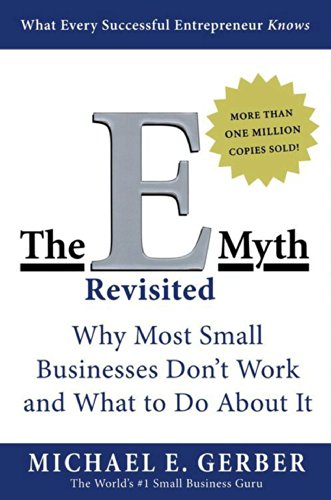 What Every Successful Entrepreneur Knows
MORE THAN
ONE MILLION
COPIES SOLD!
The E Myth
Revisited
Why Most Small
Businesses Don't Work
and What to Do About It
MICHAEL E. GERBER
The World's #1 Small Business Guru